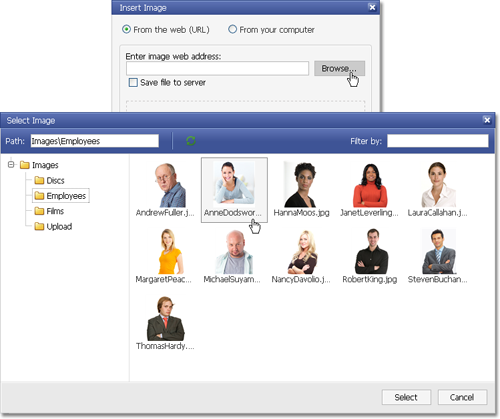 Insert Image
From the web (URL)
From your computer
Enter image web address:
Browse...
Save file to server
Select Image
Path:
Images\Employees
Filter by:
Images
Discs
Employees
Films
Upload
AndrewFuller.j...
AnneDodswor...
HannaMoos.jpg
JanetLeverling...
LauraCallahan.j...
MargaretPeac...
MichaelSuyam...
NancyDavolio.j...
RobertKing.jpg
StevenBuchan...
ThomasHardy....
Select
Cancel